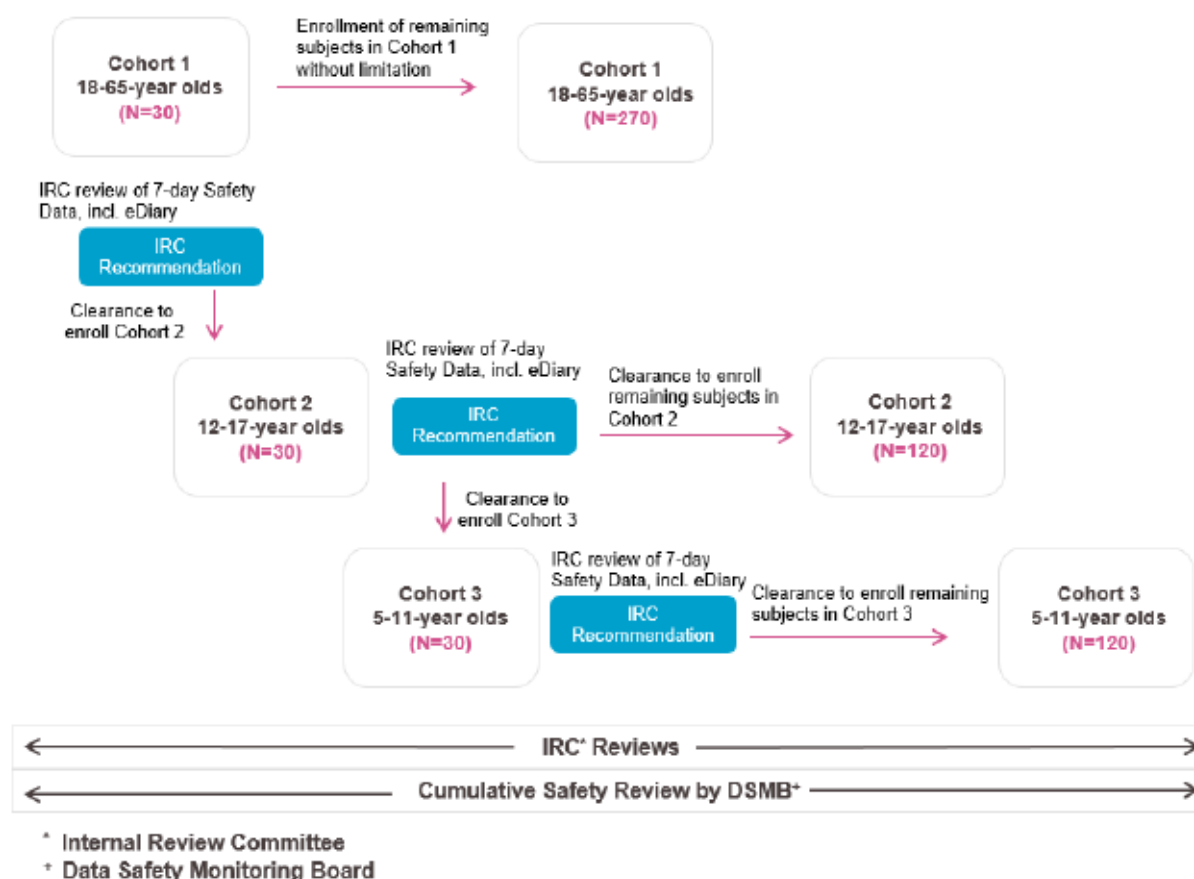 Cohort 1
18-65-year olds
(N=30)
Enrollment of remaining
subjects in Cohort 1
without limitation
Cohort 1
18-65-year olds
(N=270)
IRC review of 7-day Safety
Data, incl. eDiary
IRC
Recommendation
Clearance to
enroll Cohort 2
Cohort 2
12-17-year olds
(N=30)
IRC review of 7-day
Safety Data, incl. eDiary
IRC
Recommendation
Clearance to enroll
remaining subjects in
Cohort 2
Cohort 2
12-17-year olds
(N=120)
Clearance to
enroll Cohort 3
Cohort 3
5-11-year olds
(N=30)
IRC review of 7-day
Safety Data, incl. eDiary
IRC
Recommendation
Clearance to enroll remaining
subjects in Cohort 3
Cohort 3
5-11-year olds
(N=120)
IRC* Reviews
Cumulative Safety Review by DSMB+
* Internal Review Committee
+ Data Safety Monitoring Board